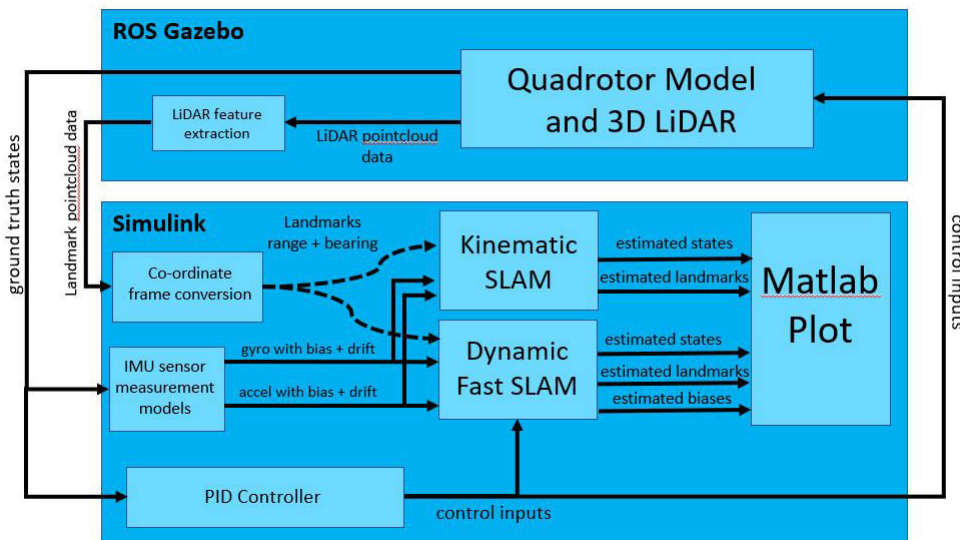 ROS Gazebo
Quadrotor Model
and 3D LiDAR
LiDAR feature
extraction
LiDAR pointcloud
data
ground truth states
Landmark pointcloud data
control inputs
Simulink
Landmarks
range + bearing
Co-ordinate
frame conversion
Kinematic
SLAM
estimated states
estimated landmarks
Matlab
Plot
IMU sensor
measurement
models
gyro with bias + drift
accel with bias + drift
Dynamic
Fast SLAM
estimated states
estimated landmarks
estimated biases
PID Controller
control inputs